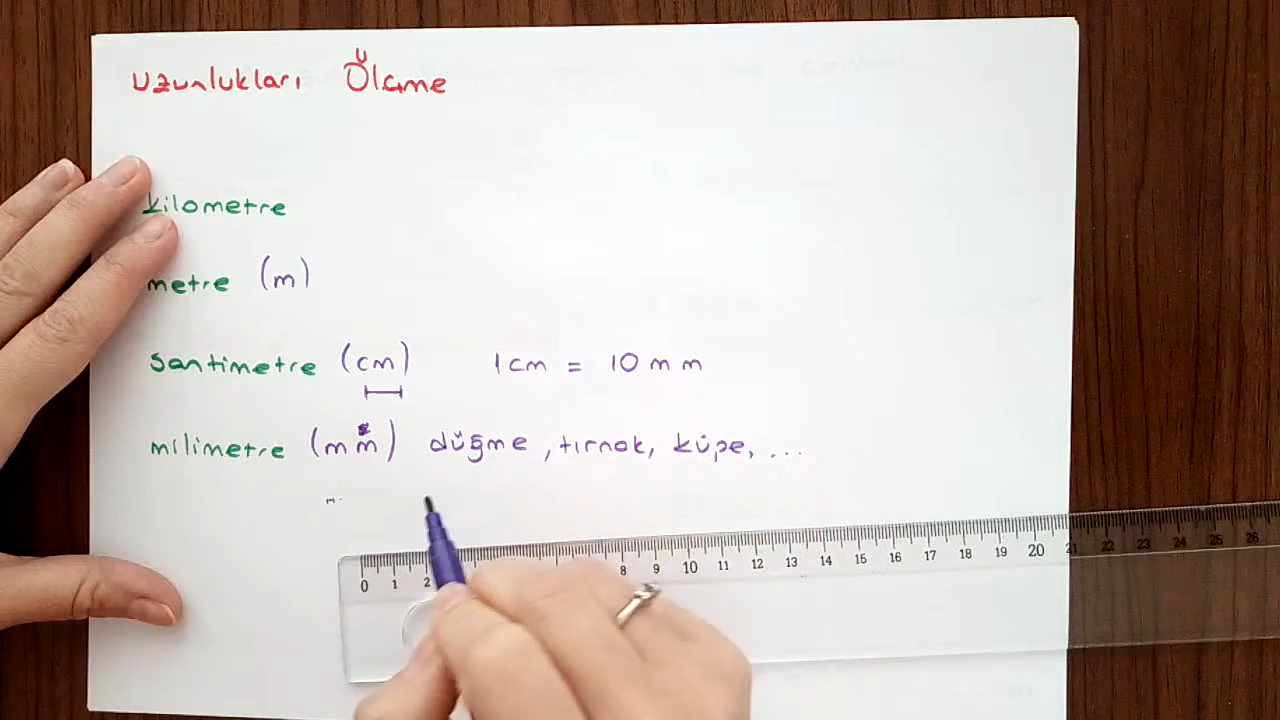 Uzunlukları Ölçme
kilometre
metre (m)
santimetre (cm) 1cm = 10 mm
milimetre (mm) düğme, tırnak, küpe, ...
0 1 2 8 9 10 11 12 13 14 15 16 17 18 19 20 21 22 23 24 25 26